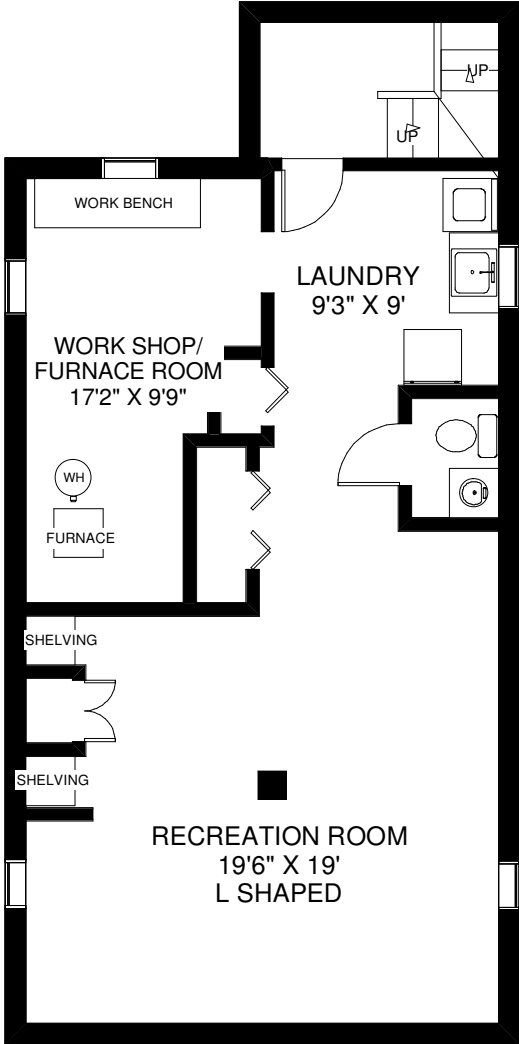 UP
UP
WORK BENCH
LAUNDRY
9'3" X 9'
WORK SHOP/
FURNACE ROOM
17'2" X 9'9"
WH
FURNACE
SHELVING
SHELVING
RECREATION ROOM
19'6" X 19'
L SHAPED